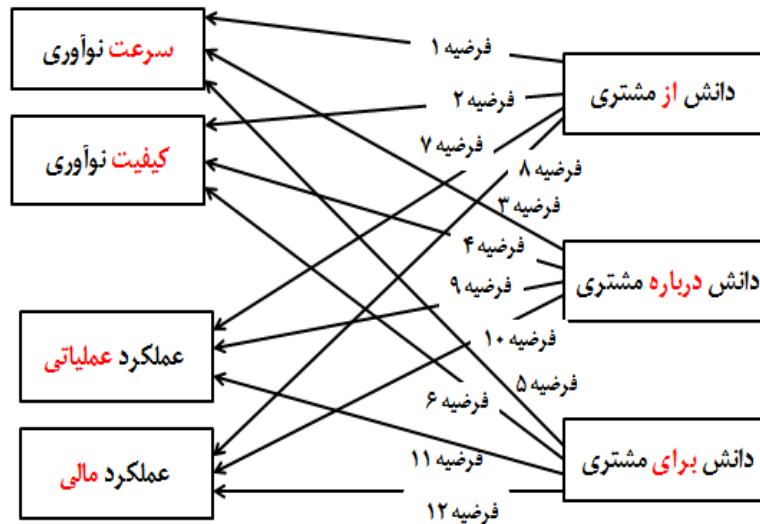 سرعت نوآوری
فرضیه ۱
دانش از مشتری
فرضیه ۲
کیفیت نوآوری
فرضیه ۷
فرضیه ۸
فرضیه ۳
فرضیه ۴
دانش درباره مشتری
فرضیه ۹
فرضیه ۱۰
عملکرد عملیاتی
فرضیه ۵
فرضیه ۶
دانش برای مشتری
فرضیه ۱۱
عملکرد مالی
فرضیه ۱۲